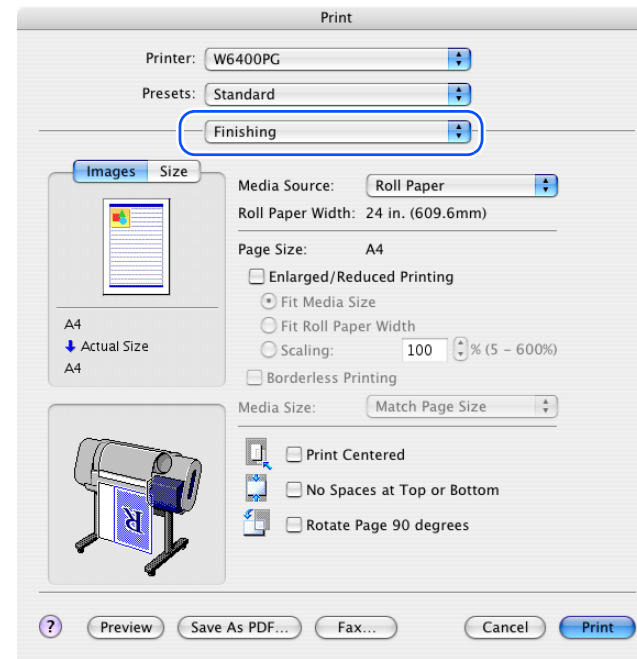 Print
Printer: W6400PG
Presets: Standard
Finishing
Images Size
A4
Actual Size
A4
Media Source: Roll Paper
Roll Paper Width: 24 in. (609.6mm)
Page Size: A4
Enlarged/Reduced Printing
Fit Media Size
Fit Roll Paper Width
Scaling: 100 % (5 - 600%)
Borderless Printing
Media Size: Match Page Size
Print Centered
No Spaces at Top or Bottom
Rotate Page 90 degrees
R
? Preview Save As PDF... Fax... Cancel Print